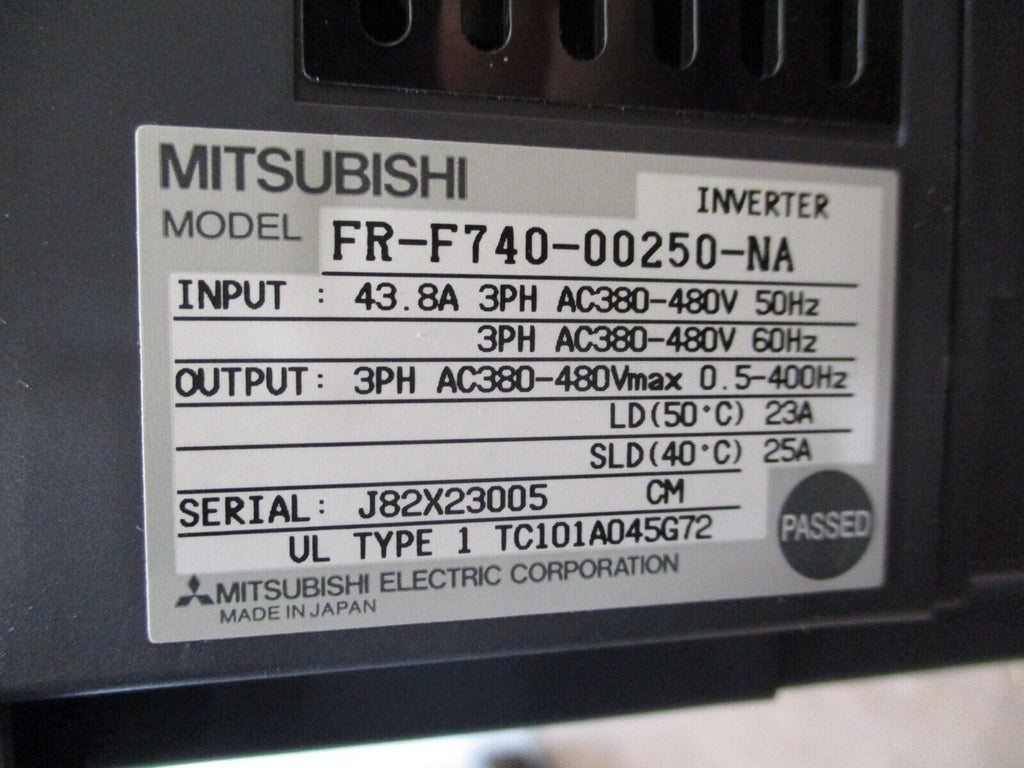 MITSUBISHI
INVERTER
MODEL FR-F740-00250-NA
INPUT : 43.8A 3PH AC380-480V 50Hz
3PH AC380-480V 60Hz
OUTPUT: 3PH AC380-480Vmax 0.5-400Hz
LD(50°C) 23A
SLD(40°C) 25A
SERIAL: J82X23005 CM
UL TYPE 1 TC101A045G72
PASSED
MITSUBISHI ELECTRIC CORPORATION
MADE IN JAPAN